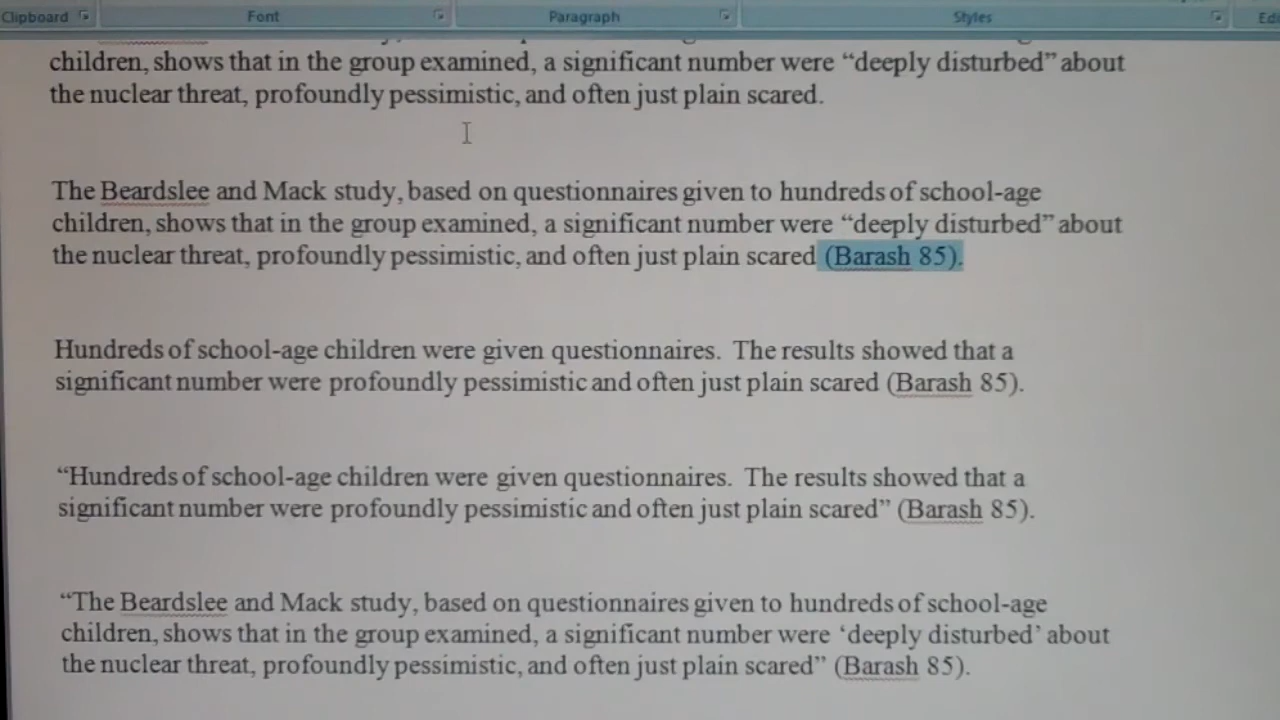 Clipboard Font Paragraph Styles
children, shows that in the group examined, a significant number were “deeply disturbed” about
the nuclear threat, profoundly pessimistic, and often just plain scared.
The Beardslee and Mack study, based on questionnaires given to hundreds of school-age
children, shows that in the group examined, a significant number were “deeply disturbed” about
the nuclear threat, profoundly pessimistic, and often just plain scared (Barash 85).
Hundreds of school-age children were given questionnaires.  The results showed that a
significant number were profoundly pessimistic and often just plain scared (Barash 85).
“Hundreds of school-age children were given questionnaires.  The results showed that a
significant number were profoundly pessimistic and often just plain scared” (Barash 85).
“The Beardslee and Mack study, based on questionnaires given to hundreds of school-age
children, shows that in the group examined, a significant number were ‘deeply disturbed’ about
the nuclear threat, profoundly pessimistic, and often just plain scared” (Barash 85).